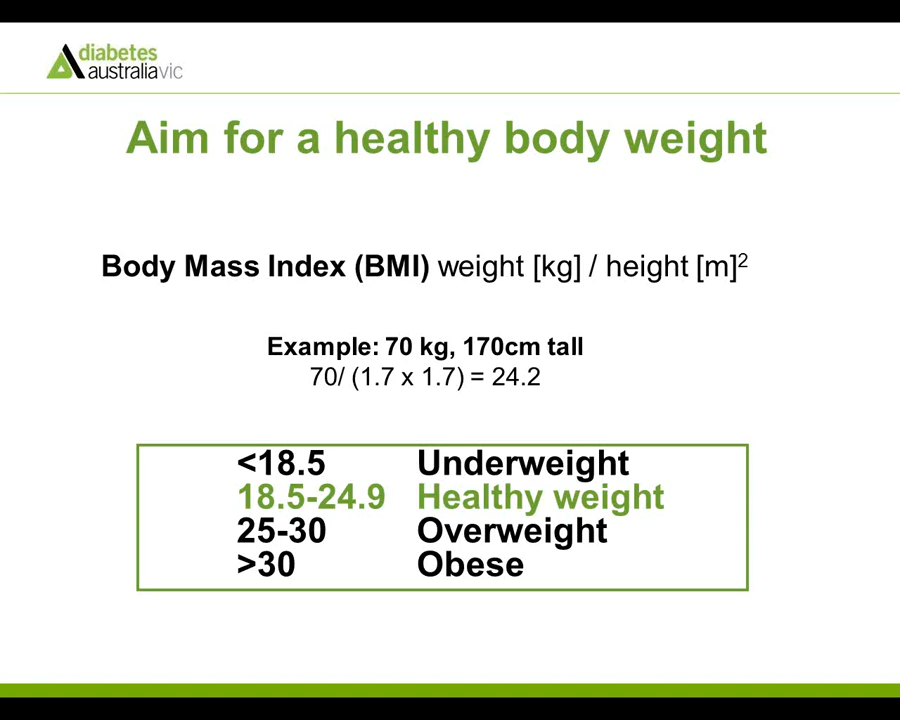 diabetes
australiavic
Aim for a healthy body weight
Body Mass Index (BMI) weight [kg] / height [m]²
Example: 70 kg, 170cm tall
70/ (1.7 x 1.7) = 24.2
<18.5 Underweight
18.5-24.9 Healthy weight
25-30 Overweight
>30 Obese